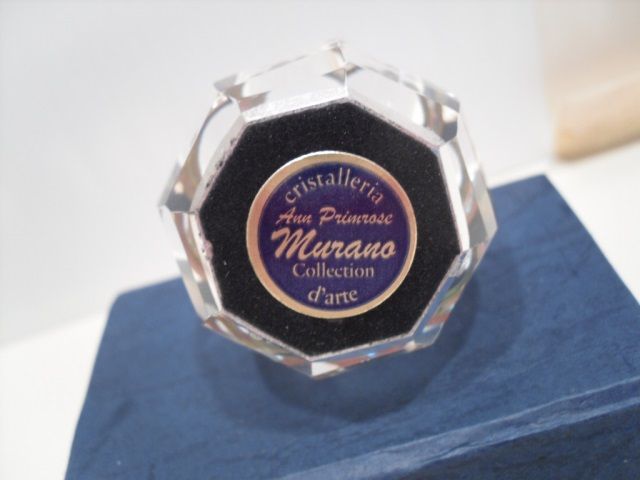 cristalleria
Ann Primrose
Murano
Collection
d'arte